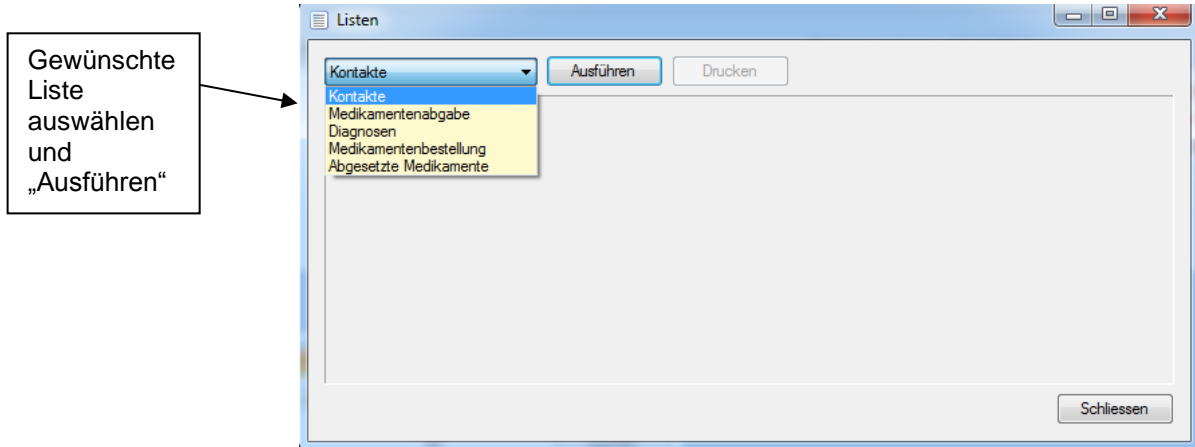 Gewünschte
Liste
auswählen
und
„Ausführen“
Listen
Kontakte
Ausführen
Drucken
Kontakte
Medikamentenabgabe
Diagnosen
Medikamentenbestellung
Abgesetzte Medikamente
Schliessen